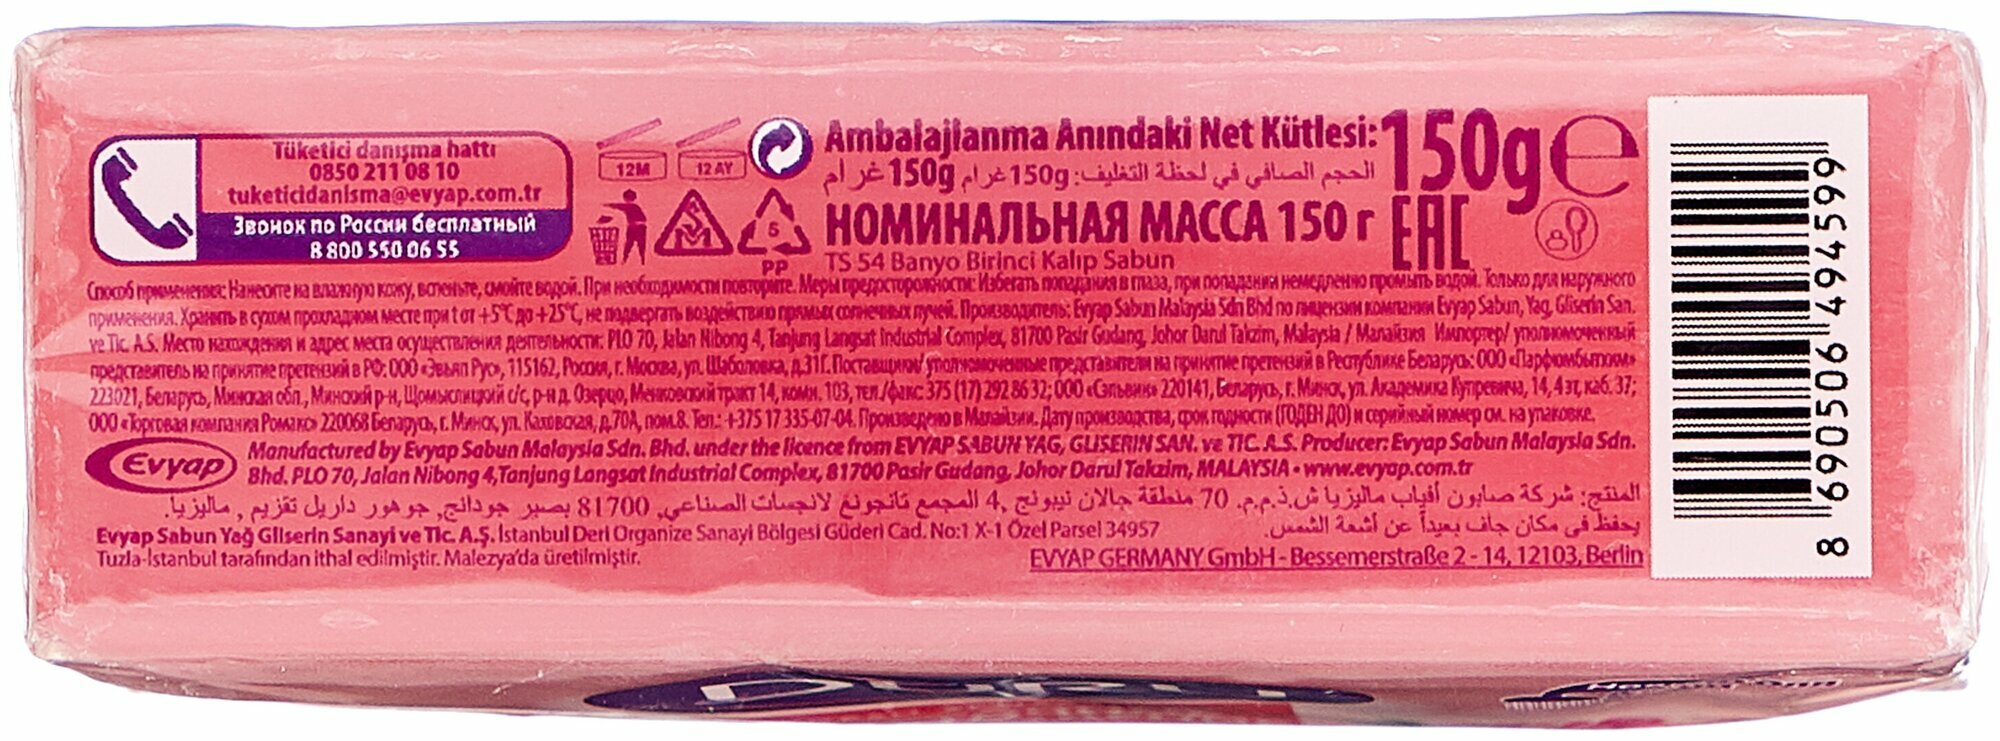 Tüketici danışma hattı
0850 211 08 10
tuketicidanisma@evyap.com.tr
Звонок по России бесплатный
8 800 550 06 55
12M
12 AY
5
PP
Ambalajlanma Anındaki Net Kütlesi: 150g ℮
الحجم الصافي في لحظة التغليف: 150g غرام 150g غرام
НОМИНАЛЬНАЯ МАССА 150 г EAC
TS 54 Banyo Birinci Kalıp Sabun
Способ применения: Нанесите на влажную кожу, вспеньте, смойте водой. При необходимости повторите. Меры предосторожности: Избегать попадания в глаза, при попадании немедленно промыть водой. Только для наружного
применения. Хранить в сухом прохладном месте при t от +5°C до +25°C, не подвергать воздействию прямых солнечных лучей. Производитель: Evyap Sabun Malaysia Sdn Bhd по лицензии компании Evyap Sabun, Yag, Gliserin San.
ve Tic. A.S. Место нахождения и адрес места осуществления деятельности: PLO 70, Jalan Nibong 4, Tanjung Langsat Industrial Complex, 81700 Pasir Gudang, Johor Darul Takzim, Malaysia / Малайзия Импортер/ уполномоченный
представитель на принятие претензий в РФ: ООО «Эвьап Рус», 115162, Россия, г. Москва, ул. Шаболовка, д.31Г. Поставщики/ уполномоченные представители на принятие претензий в Республике Беларусь: ООО «Парфюмбытхим»
223021, Беларусь, Минская обл., Минский р-н, Щомыслицкий с/с, р-н д. Озерцо, Менковский тракт 14, комн. 103, тел./факс 375 (17) 292 86 32; ООО «Сэльвин» 220141, Беларусь, г. Минск, ул. Академика Купревича, 14, 4 эт, каб. 37;
ООО «Торговая компания Ромакс» 220068 Беларусь, г. Минск, ул. Каховская, д.70А, пом.8. Тел.: +375 17 335-07-04. Произведено в Малайзии. Дату производства, срок годности (ГОДЕН ДО) и серийный номер см. на упаковке.
Evyap
Manufactured by Evyap Sabun Malaysia Sdn. Bhd. under the licence from EVYAP SABUN YAG, GLISERIN SAN. ve TIC. A.S. Producer: Evyap Sabun Malaysia Sdn.
Bhd. PLO 70, Jalan Nibong 4, Tanjung Langsat Industrial Complex, 81700 Pasir Gudang, Johor Darul Takzim, MALAYSIA • www.evyap.com.tr
المنتج: شركة صابون أفياب ماليزيا ش.ذ.م.م. 70 منطقة جالان نيبونج ,4 المجمع تانجونغ لانجسات الصناعي, 81700 بصير جودانج, جوهور داريل تقزيم , ماليزيا.
يحفظ في مكان جاف بعيداً عن أشعة الشمس.
Evyap Sabun Yağ Gliserin Sanayi ve Tic. A.Ş. İstanbul Deri Organize Sanayi Bölgesi Güderi Cad. No:1 X-1 Özel Parsel 34957
Tuzla-İstanbul tarafından ithal edilmiştir. Malezya'da üretilmiştir.
EVYAP GERMANY GmbH - Bessemerstraße 2 - 14, 12103, Berlin
8 690506 494599